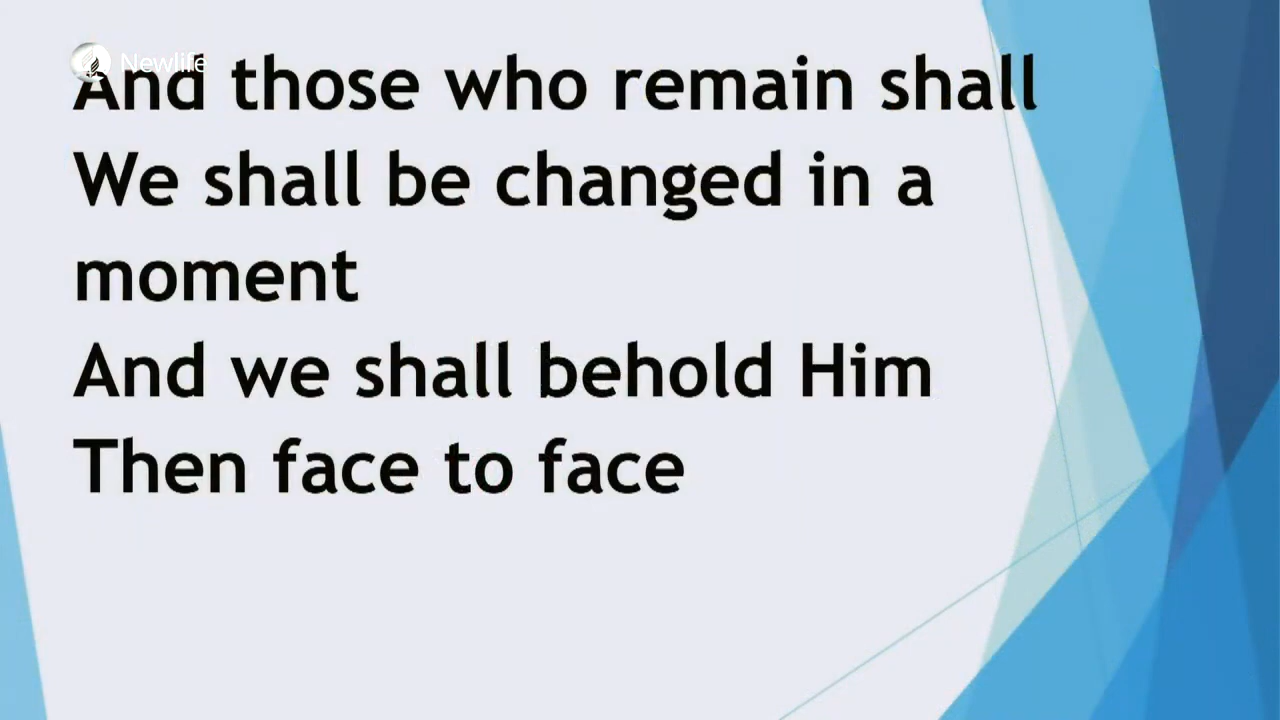 Newlife
And those who remain shall
We shall be changed in a
moment
And we shall behold Him
Then face to face